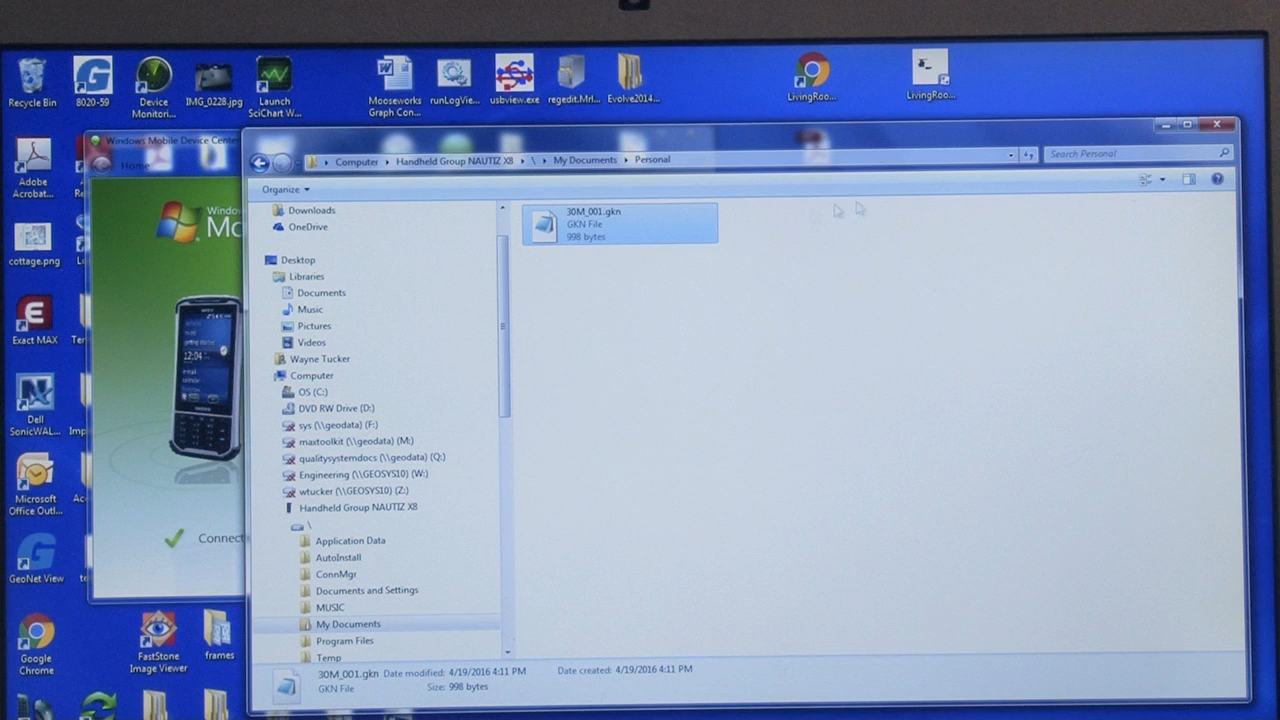 Recycle Bin
8020-59
Device Monitori...
IMG_0228.jpg
Launch SciChart W...
Mooseworks Graph Con...
runLogVie...
usbview.exe
regedit.Mrl...
Evolve2014...
LivingRoo...
LivingRoo...
Adobe Acrobat...
cottage.png
Exact MAX
Dell SonicWAL...
Microsoft Office Outl...
GeoNet View
Google Chrome
FastStone Image Viewer
frames
Windows Mobile Device Center
Home
Windo
Mo
12:04
Connect
Computer
Handheld Group NAUTIZ X8
\
My Documents
Personal
Search Personal
Organize
Downloads
OneDrive
Desktop
Libraries
Documents
Music
Pictures
Videos
Wayne Tucker
Computer
OS (C:)
DVD RW Drive (D:)
sys (\\geodata) (F:)
maxtoolkit (\\geodata) (M:)
qualitysystemdocs (\\geodata) (Q:)
Engineering (\\GEOSYS10) (W:)
wtucker (\\GEOSYS10) (Z:)
Handheld Group NAUTIZ X8
\
Application Data
AutoInstall
ConnMgr
Documents and Settings
MUSIC
My Documents
Program Files
Temp
30M_001.gkn
GKN File
998 bytes
30M_001.gkn Date modified: 4/19/2016 4:11 PM Date created: 4/19/2016 4:11 PM
GKN File Size: 998 bytes